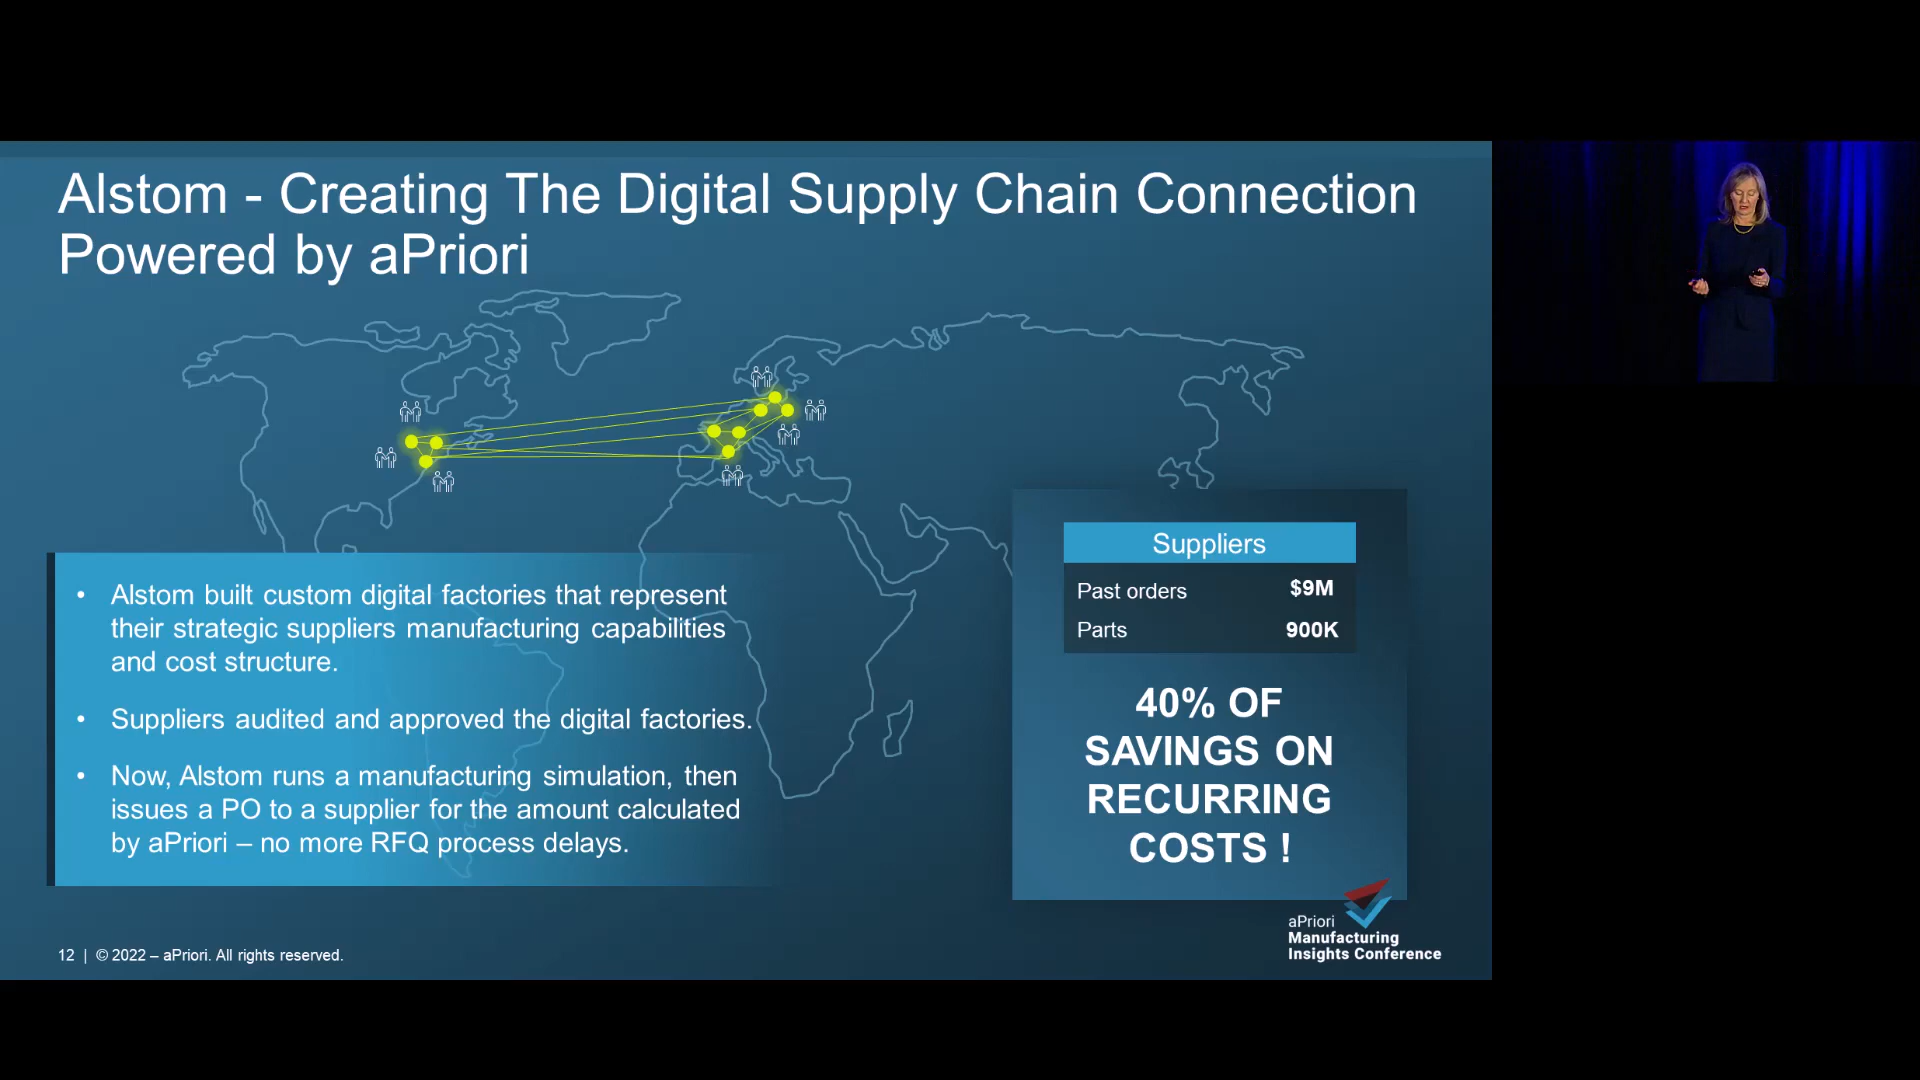 Alstom - Creating The Digital Supply Chain Connection
Powered by aPriori
• Alstom built custom digital factories that represent
their strategic suppliers manufacturing capabilities
and cost structure.
• Suppliers audited and approved the digital factories.
• Now, Alstom runs a manufacturing simulation, then
issues a PO to a supplier for the amount calculated
by aPriori – no more RFQ process delays.
Suppliers
Past orders $9M
Parts 900K
40% OF
SAVINGS ON
RECURRING
COSTS !
aPriori
Manufacturing
Insights Conference
12 | © 2022 – aPriori. All rights reserved.